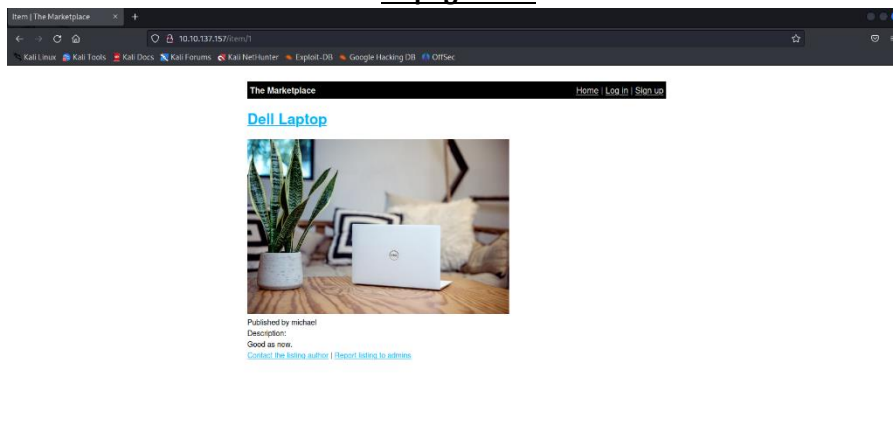 Item | The Marketplace
10.10.137.157/item/1
Kali Linux Kali Tools Kali Docs Kali Forums Kali NetHunter Exploit-DB Google Hacking DB OffSec
The Marketplace Home | Log in | Sign up
Dell Laptop
DELL
Published by michael
Description:
Good as new.
Contact the listing author | Report listing to admins